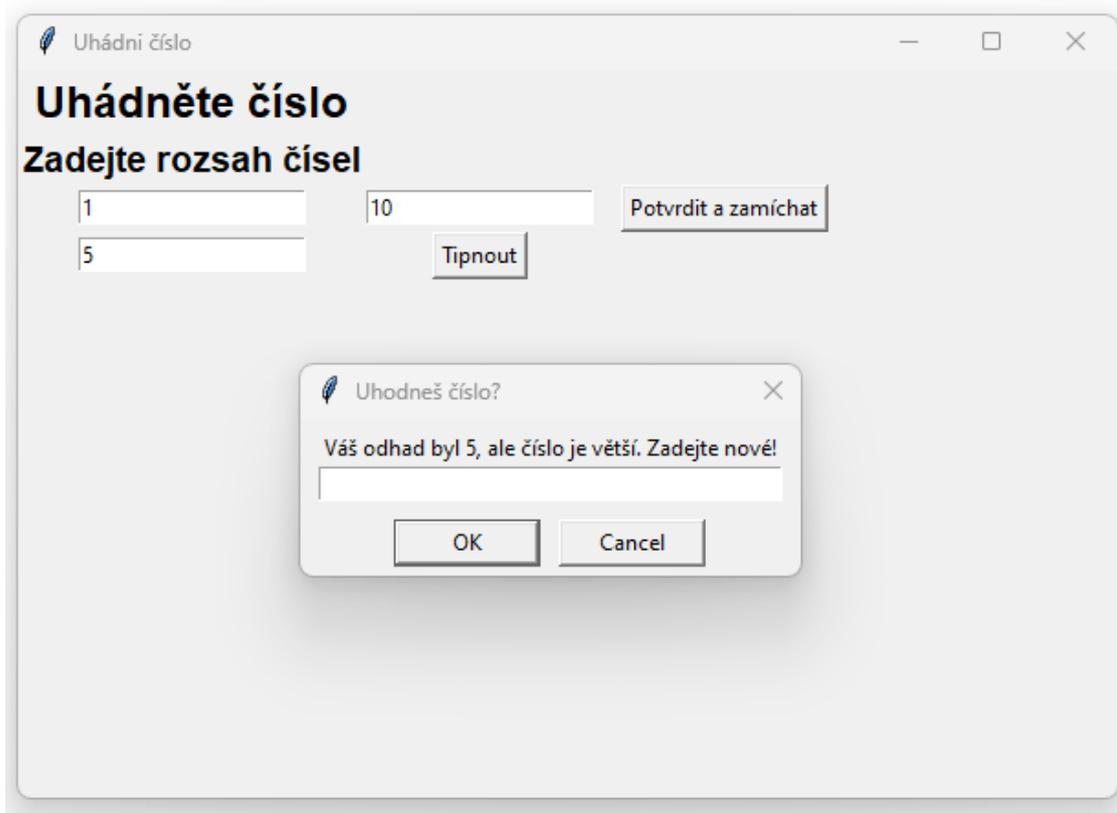 Uhádni číslo
Uhádněte číslo
Zadejte rozsah čísel
1 10 Potvrdit a zamíchat
5 Tipnout
Uhodneš číslo?
Váš odhad byl 5, ale číslo je větší. Zadejte nové!
OK Cancel